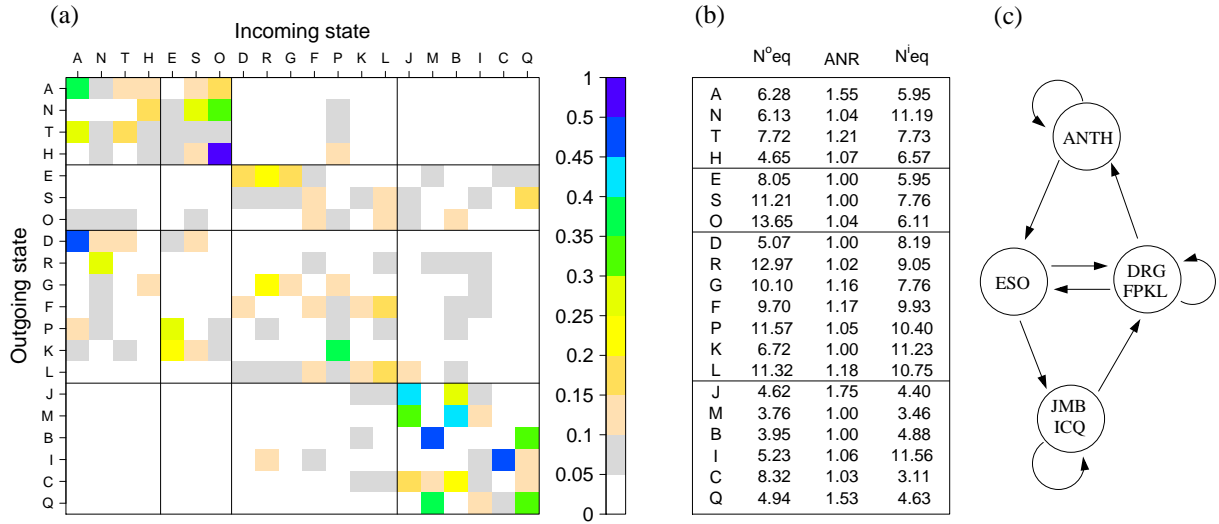 (a)
Incoming state
A N T H E S O D R G F P K L J M B I C Q
Outgoing state
A
N
T
H
E
S
O
D
R
G
F
P
K
L
J
M
B
I
C
Q
1
0.5
0.45
0.4
0.35
0.3
0.25
0.2
0.15
0.1
0.05
0
(b)
N°eq ANR Nⁱeq
A 6.28 1.55 5.95
N 6.13 1.04 11.19
T 7.72 1.21 7.73
H 4.65 1.07 6.57
E 8.05 1.00 5.95
S 11.21 1.00 7.76
O 13.65 1.04 6.11
D 5.07 1.00 8.19
R 12.97 1.02 9.05
G 10.10 1.16 7.76
F 9.70 1.17 9.93
P 11.57 1.05 10.40
K 6.72 1.00 11.23
L 11.32 1.18 10.75
J 4.62 1.75 4.40
M 3.76 1.00 3.46
B 3.95 1.00 4.88
I 5.23 1.06 11.56
C 8.32 1.03 3.11
Q 4.94 1.53 4.63
(c)
ANTH
ESO
DRG
FPKL
JMB
ICQ